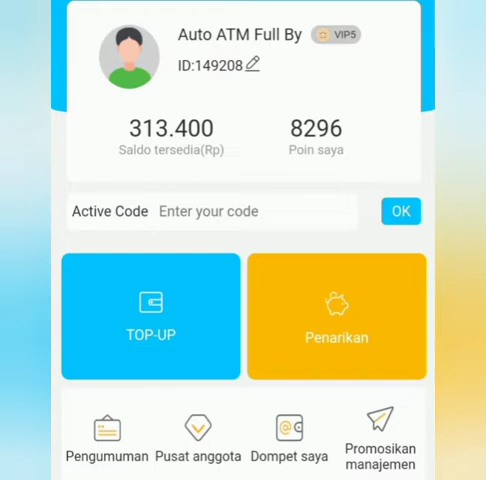 Auto ATM Full By VIP5
ID:149208
313.400 8296
Saldo tersedia(Rp) Poin saya
Active Code Enter your code OK
TOP-UP Penarikan
Pengumuman Pusat anggota Dompet saya Promosikan
manajemen